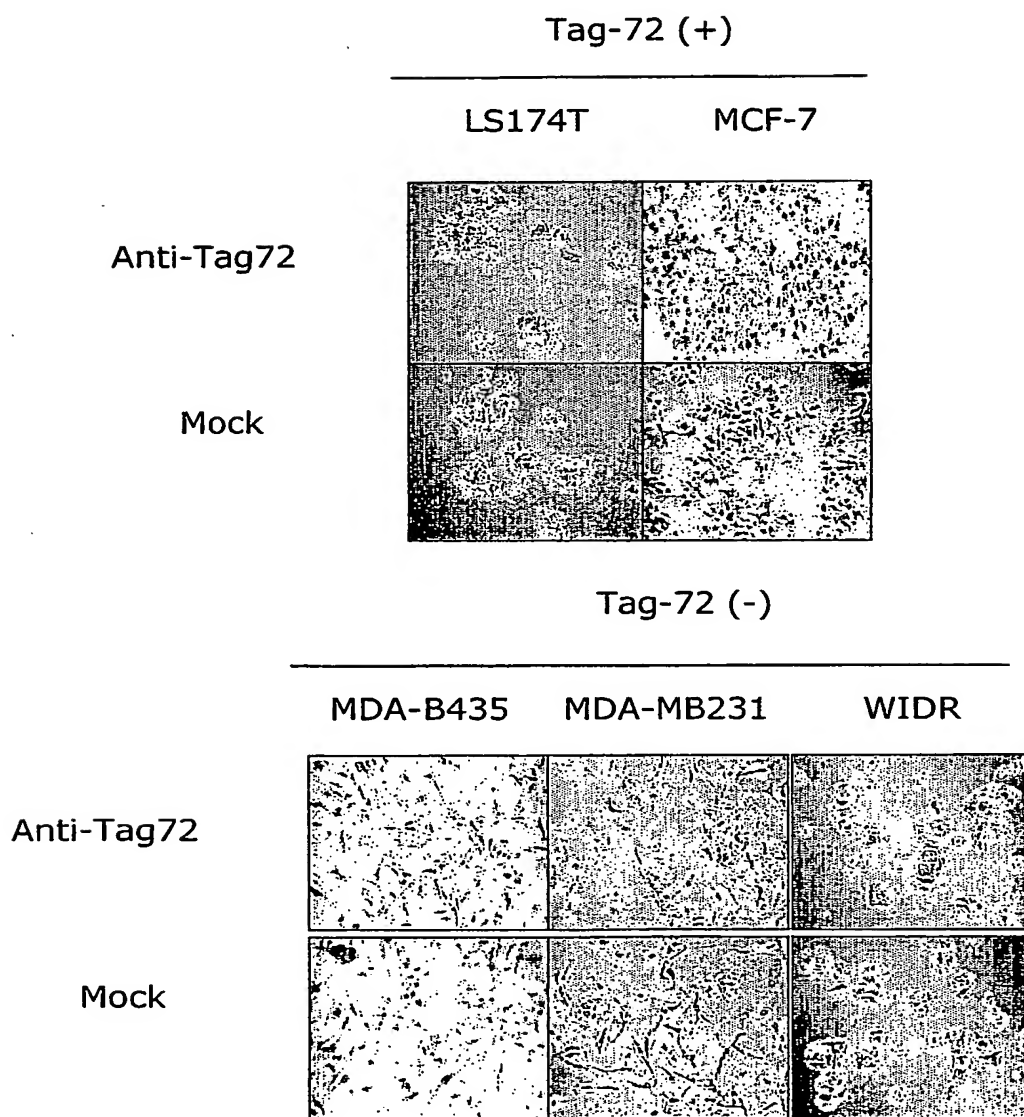 Tag-72 (+)
LS174T MCF-7
Anti-Tag72
Mock
Tag-72 (-)
MDA-B435 MDA-MB231 WIDR
Anti-Tag72
Mock